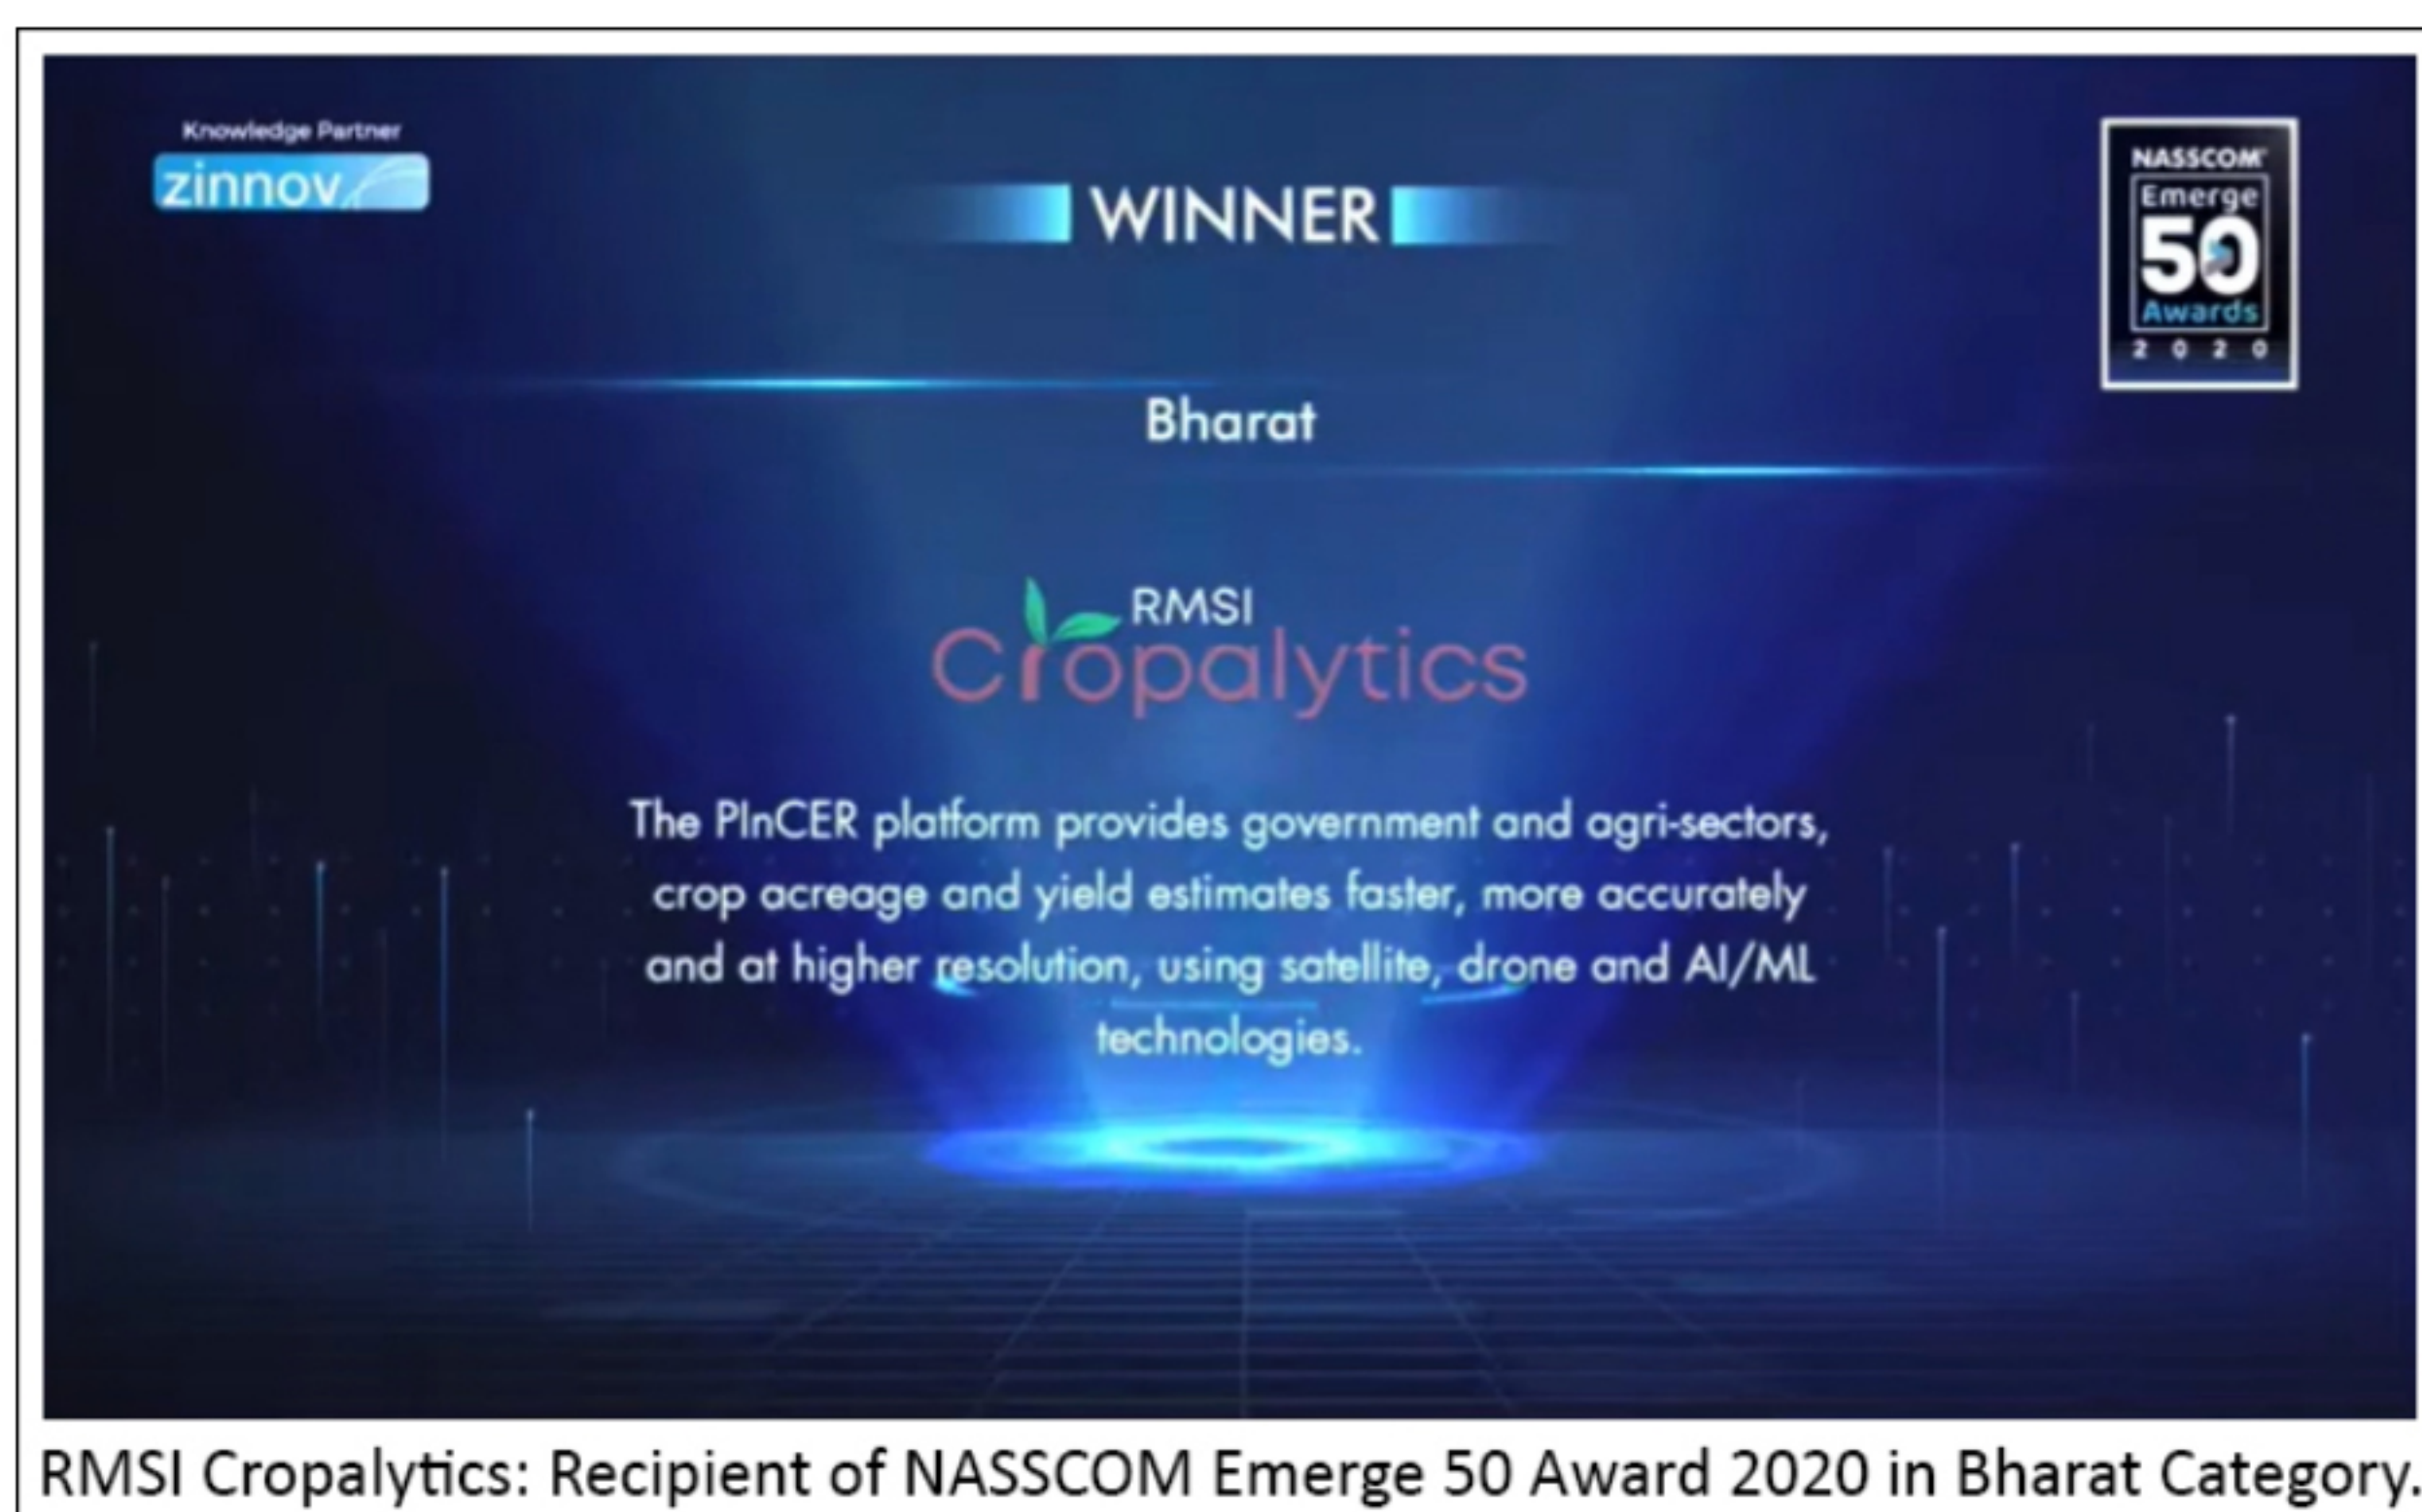 Knowledge Partner
zinnov
WINNER
NASSCOM
Emerge
50
Awards
2020
Bharat
RMSI
Cropalytics
The PInCER platform provides government and agri-sectors,
crop acreage and yield estimates faster, more accurately
and at higher resolution, using satellite, drone and AI/ML
technologies.
RMSI Cropalytics: Recipient of NASSCOM Emerge 50 Award 2020 in Bharat Category.